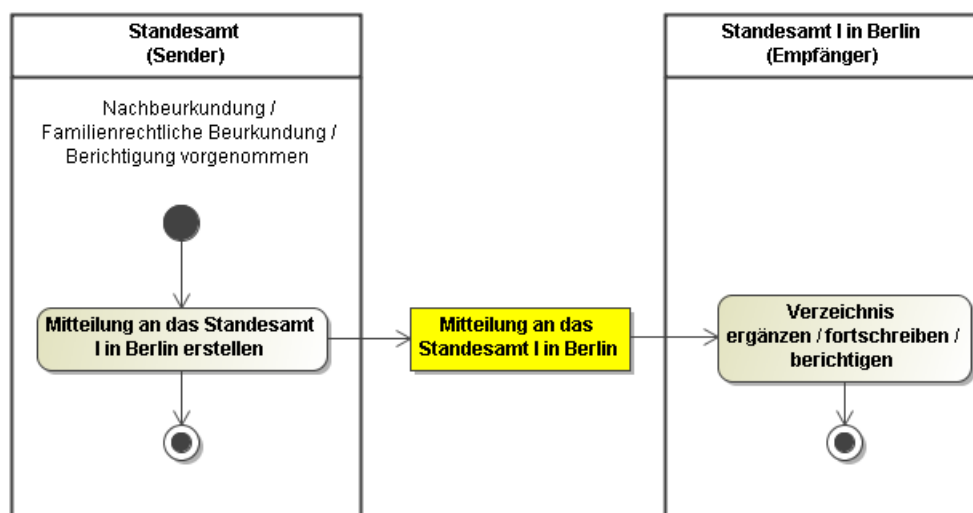 Standesamt
(Sender)
Standesamt I in Berlin
(Empfänger)
Nachbeurkundung /
Familienrechtliche Beurkundung /
Berichtigung vorgenommen
Mitteilung an das Standesamt
I in Berlin erstellen
Mitteilung an das
Standesamt I in Berlin
Verzeichnis
ergänzen / fortschreiben /
berichtigen